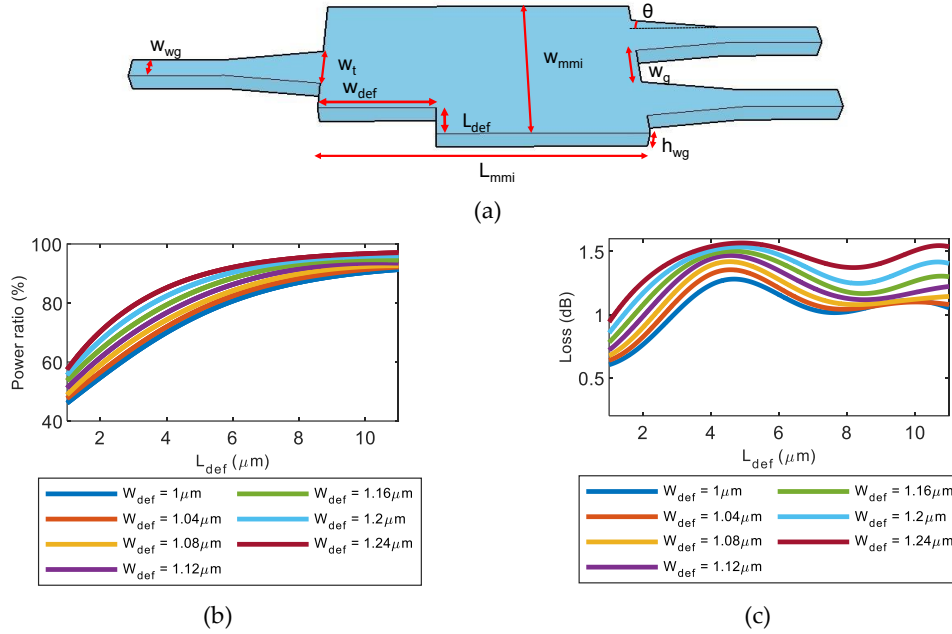 θ
w_wg
w_t
w_mmi
w_g
w_def
L_def
h_wg
L_mmi
(a)
100
80
60
40
Power ratio (%)
2 4 6 8 10
L_def (μm)
W_def = 1μm
W_def = 1.04μm
W_def = 1.08μm
W_def = 1.12μm
W_def = 1.16μm
W_def = 1.2μm
W_def = 1.24μm
(b)
1.5
1
0.5
Loss (dB)
2 4 6 8 10
L_def (μm)
W_def = 1μm
W_def = 1.04μm
W_def = 1.08μm
W_def = 1.12μm
W_def = 1.16μm
W_def = 1.2μm
W_def = 1.24μm
(c)